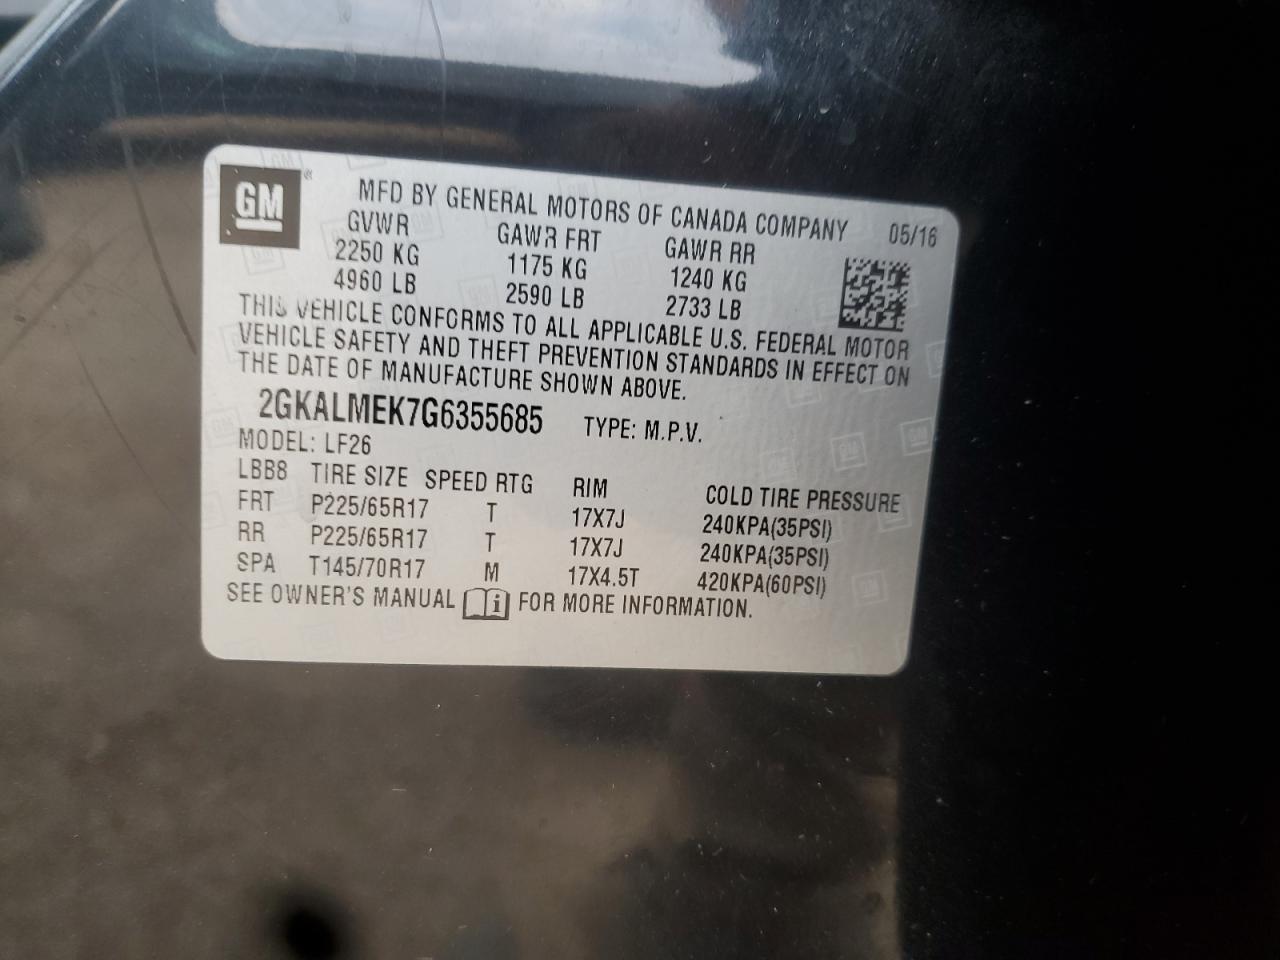 GM®
MFD BY GENERAL MOTORS OF CANADA COMPANY 05/16
GVWR GAWR FRT GAWR RR
2250 KG 1175 KG 1240 KG
4960 LB 2590 LB 2733 LB
THIS VEHICLE CONFORMS TO ALL APPLICABLE U.S. FEDERAL MOTOR
VEHICLE SAFETY AND THEFT PREVENTION STANDARDS IN EFFECT ON
THE DATE OF MANUFACTURE SHOWN ABOVE.
2GKALMEK7G6355685 TYPE: M.P.V.
MODEL: LF26
LBB8 TIRE SIZE SPEED RTG RIM COLD TIRE PRESSURE
FRT P225/65R17 T 17X7J 240KPA(35PSI)
RR P225/65R17 T 17X7J 240KPA(35PSI)
SPA T145/70R17 M 17X4.5T 420KPA(60PSI)
SEE OWNER'S MANUAL i FOR MORE INFORMATION.